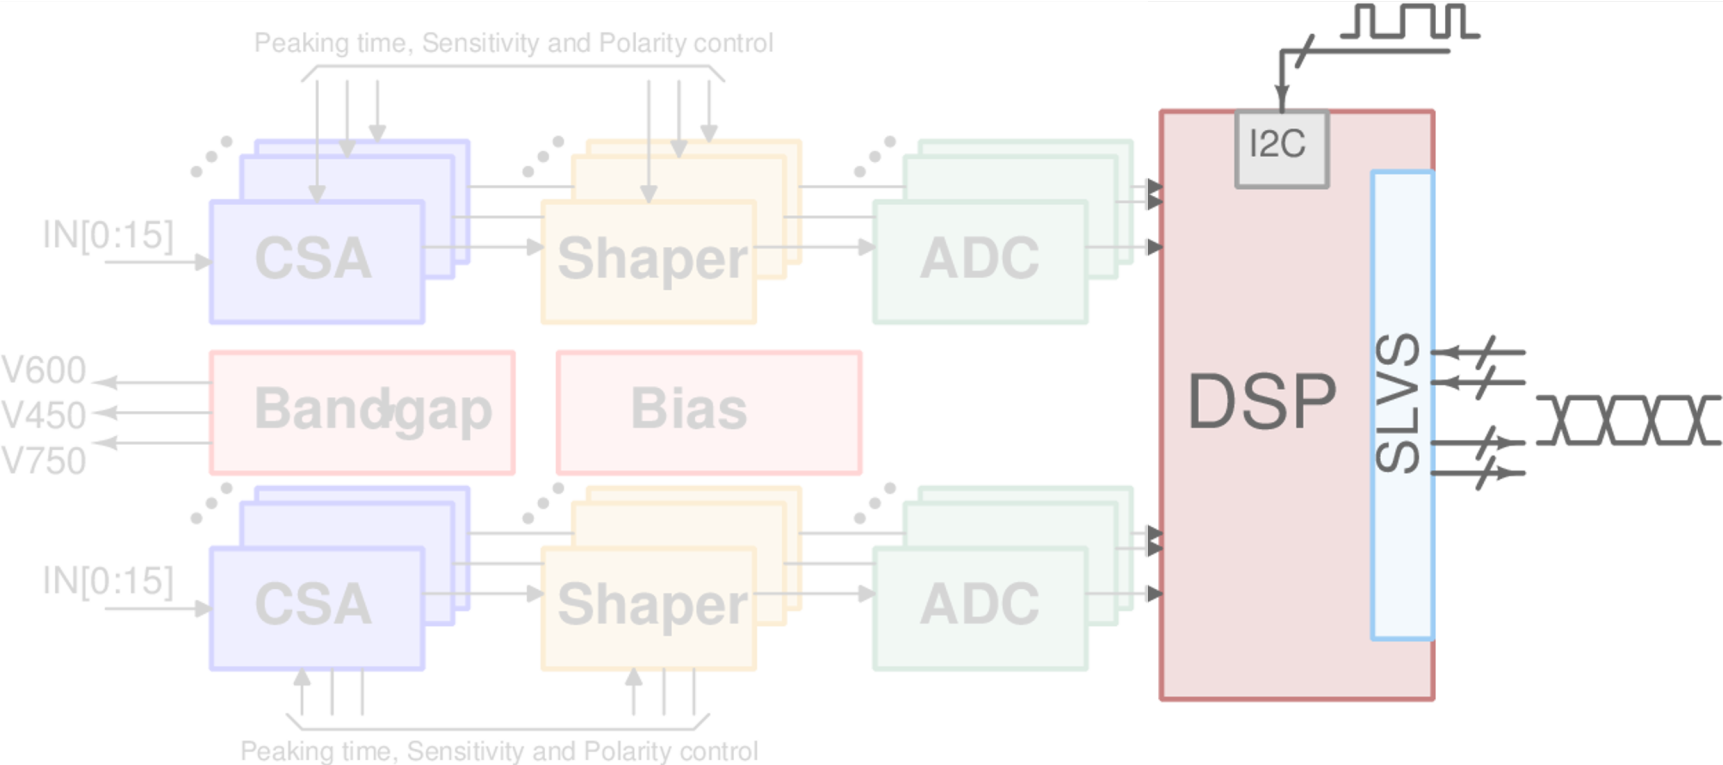 Peaking time, Sensitivity and Polarity control
I2C
IN[0:15]
CSA
Shaper
ADC
V600
V450
V750
Bandgap
Bias
DSP
SLVS
IN[0:15]
CSA
Shaper
ADC
Peaking time, Sensitivity and Polarity control